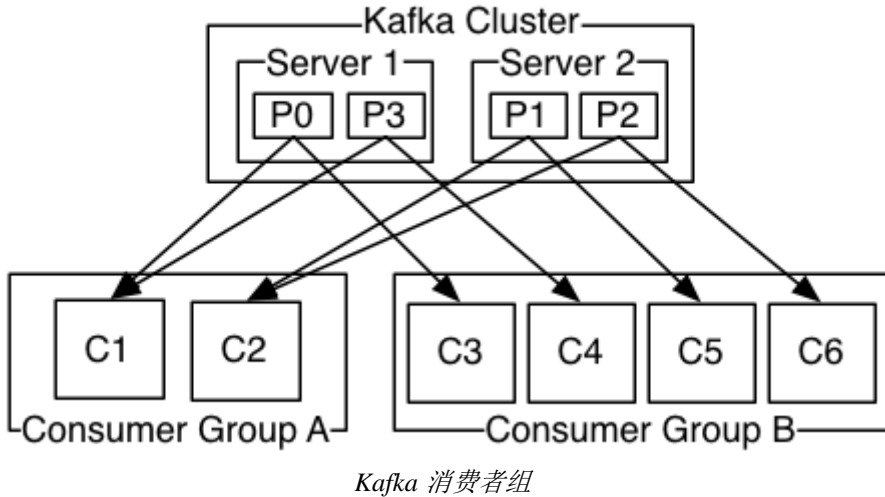 Kafka Cluster
Server 1 Server 2
P0 P3 P1 P2
C1 C2 C3 C4 C5 C6
Consumer Group A Consumer Group B
Kafka 消费者组